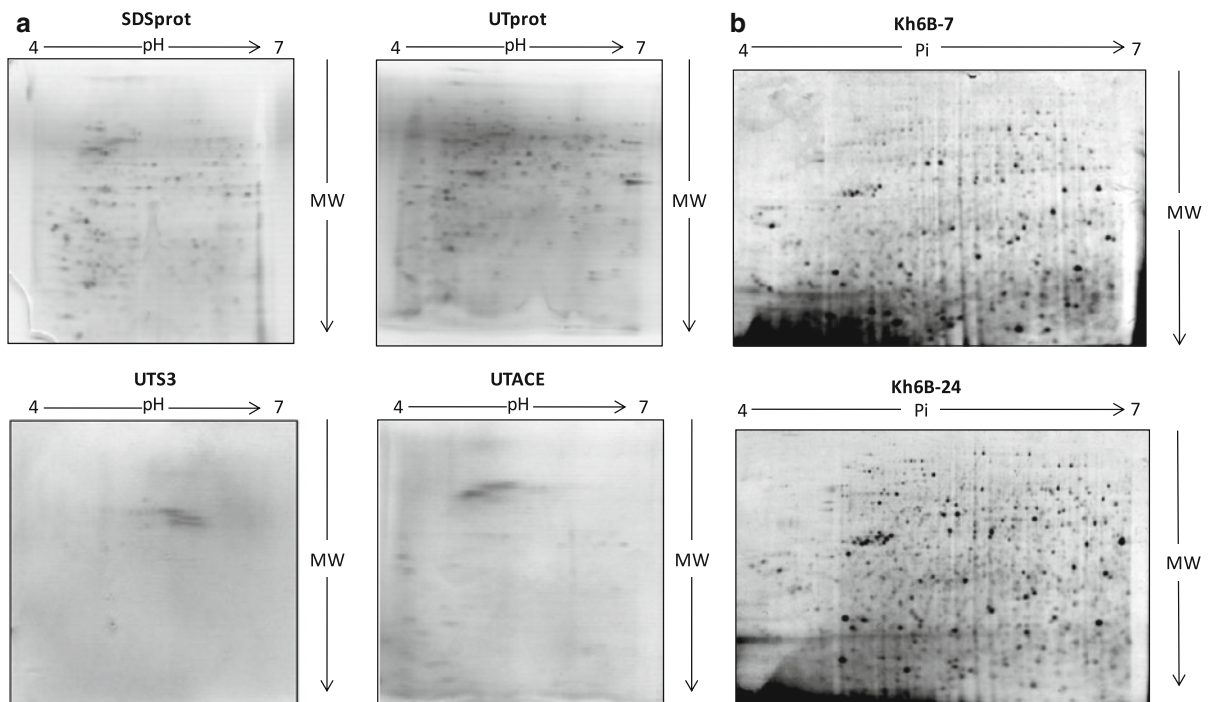 a
SDSprot
4 pH 7
MW
UTprot
4 pH 7
MW
UTS3
4 pH 7
MW
UTACE
4 pH 7
MW
b
Kh6B-7
4 Pi 7
MW
Kh6B-24
4 Pi 7
MW